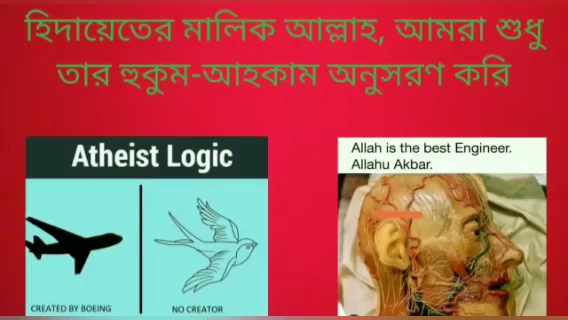 হিদায়েতের মালিক আল্লাহ, আমরা শুধু
তার হুকুম-আহকাম অনুসরণ করি
Atheist Logic
CREATED BY BOEING
NO CREATOR
Allah is the best Engineer.
Allahu Akbar.